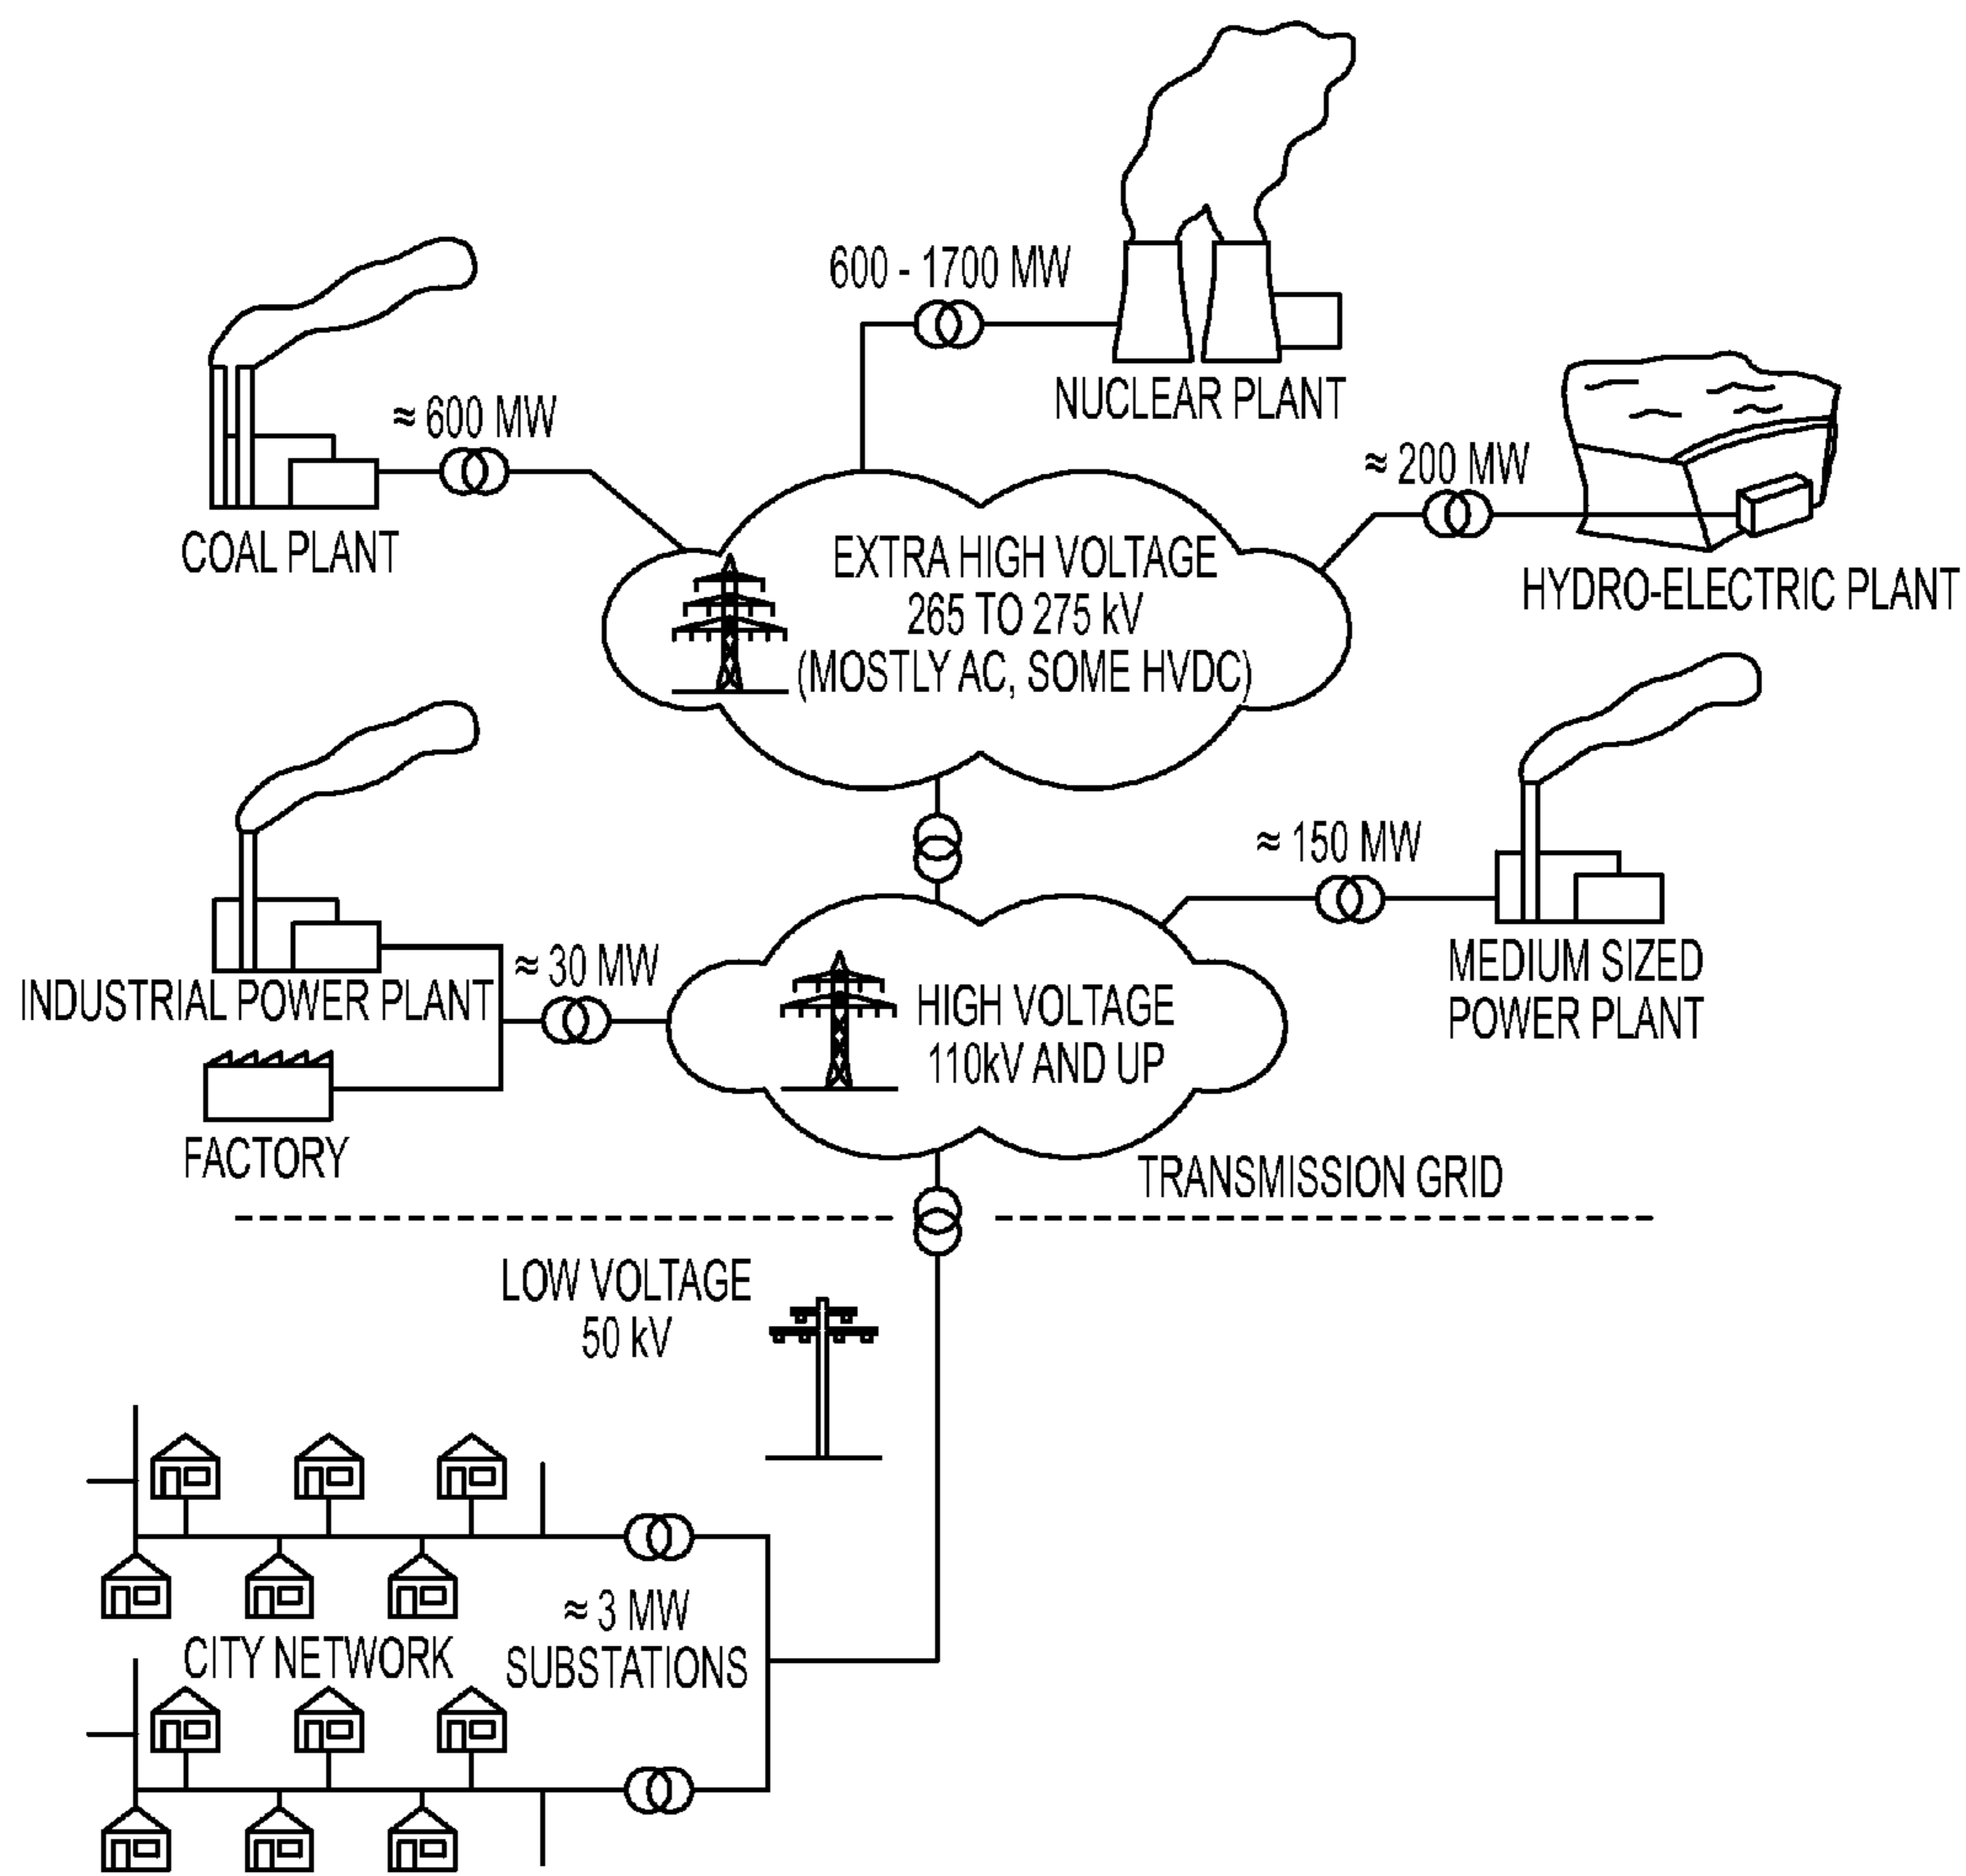 600 - 1700 MW
NUCLEAR PLANT
≈ 600 MW
COAL PLANT
≈ 200 MW
HYDRO-ELECTRIC PLANT
EXTRA HIGH VOLTAGE
265 TO 275 kV
(MOSTLY AC, SOME HVDC)
≈ 150 MW
MEDIUM SIZED
POWER PLANT
≈ 30 MW
INDUSTRIAL POWER PLANT
HIGH VOLTAGE
110kV AND UP
FACTORY
TRANSMISSION GRID
LOW VOLTAGE
50 kV
≈ 3 MW
SUBSTATIONS
CITY NETWORK